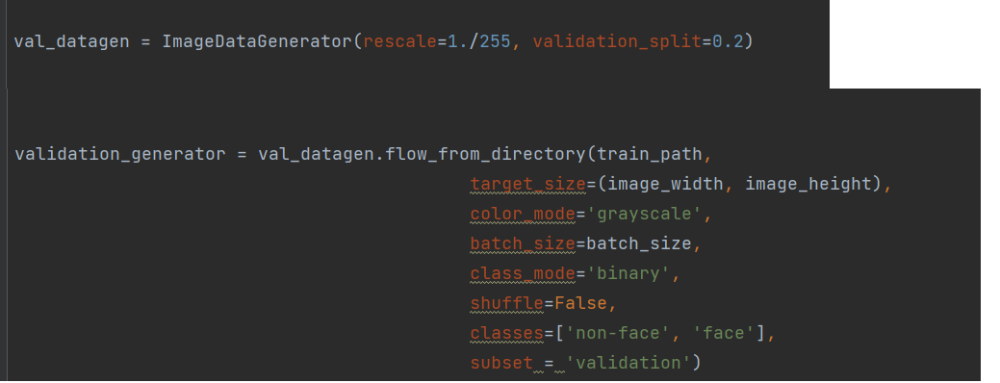 val_datagen = ImageDataGenerator(rescale=1./255, validation_split=0.2)
validation_generator = val_datagen.flow_from_directory(train_path,
target_size=(image_width, image_height),
color_mode='grayscale',
batch_size=batch_size,
class_mode='binary',
shuffle=False,
classes=['non-face', 'face'],
subset = 'validation')